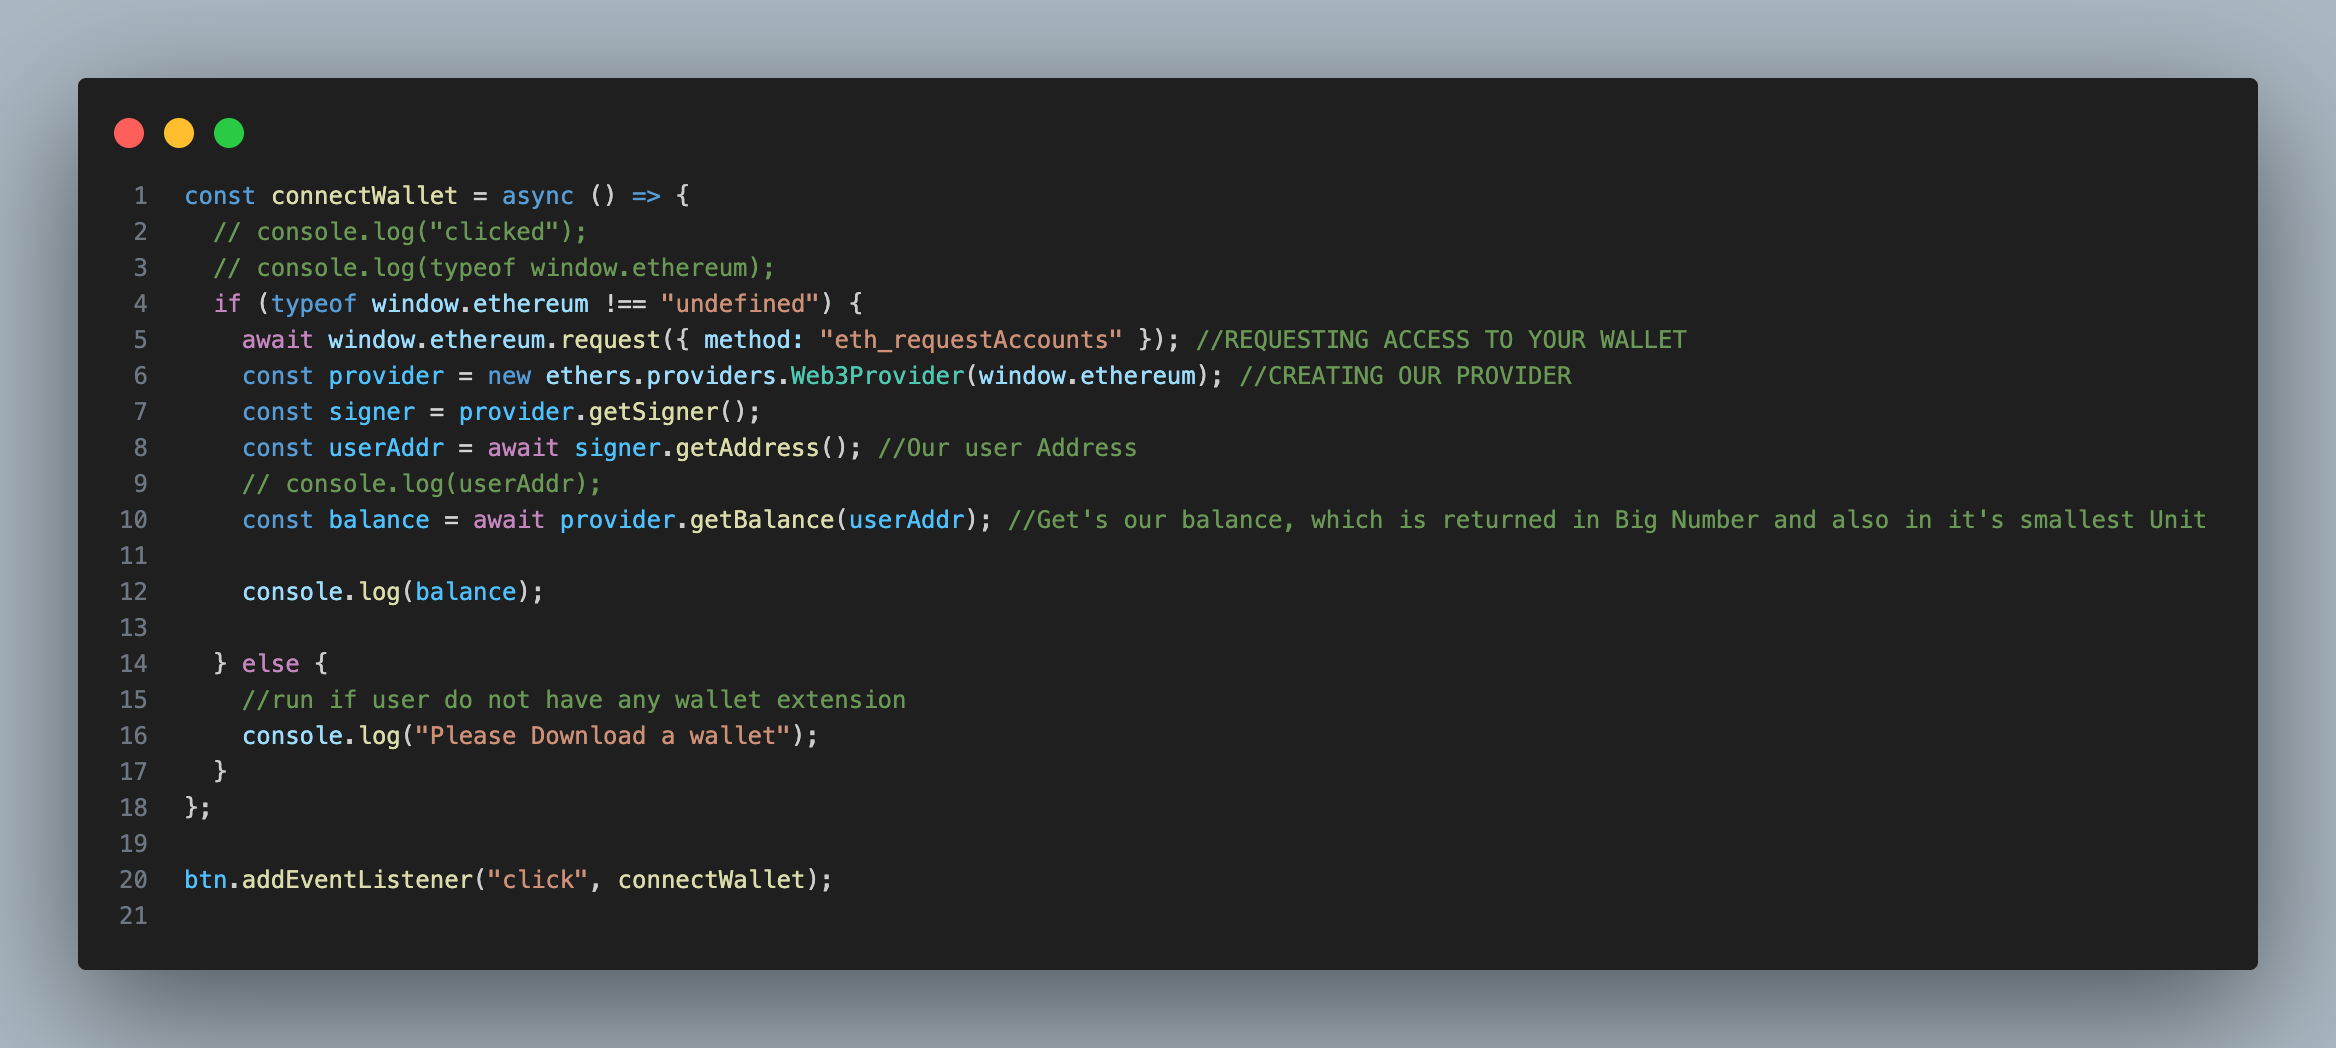 1 const connectWallet = async () => {
2 // console.log("clicked");
3 // console.log(typeof window.ethereum);
4 if (typeof window.ethereum !== "undefined") {
5 await window.ethereum.request({ method: "eth_requestAccounts" }); //REQUESTING ACCESS TO YOUR WALLET
6 const provider = new ethers.providers.Web3Provider(window.ethereum); //CREATING OUR PROVIDER
7 const signer = provider.getSigner();
8 const userAddr = await signer.getAddress(); //Our user Address
9 // console.log(userAddr);
10 const balance = await provider.getBalance(userAddr); //Get's our balance, which is returned in Big Number and also in it's smallest Unit
11
12 console.log(balance);
13
14 } else {
15 //run if user do not have any wallet extension
16 console.log("Please Download a wallet");
17 }
18 };
19
20 btn.addEventListener("click", connectWallet);
21